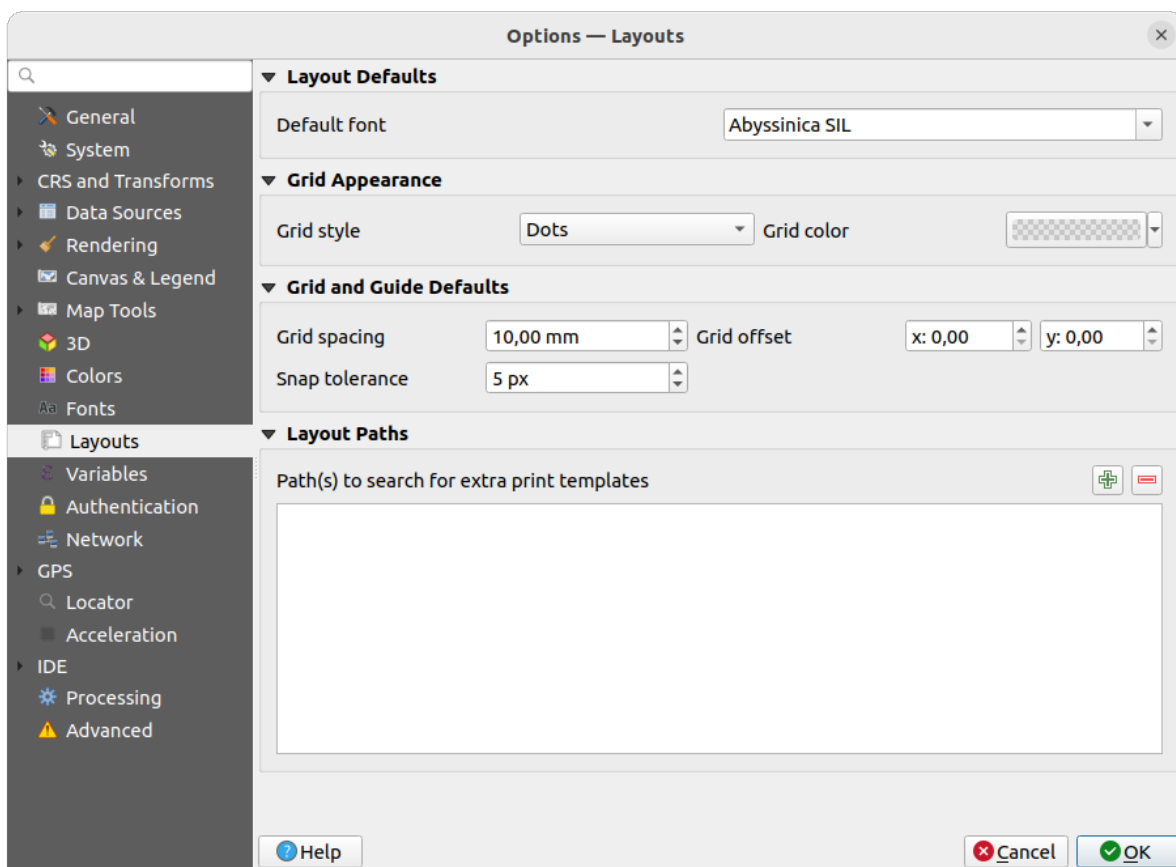 Options — Layouts
General
System
CRS and Transforms
Data Sources
Rendering
Canvas & Legend
Map Tools
3D
Colors
Aa Fonts
Layouts
Variables
Authentication
Network
GPS
Locator
Acceleration
IDE
Processing
Advanced
Layout Defaults
Default font Abyssinica SIL
Grid Appearance
Grid style Dots Grid color
Grid and Guide Defaults
Grid spacing 10,00 mm Grid offset x: 0,00 y: 0,00
Snap tolerance 5 px
Layout Paths
Path(s) to search for extra print templates
Help Cancel OK